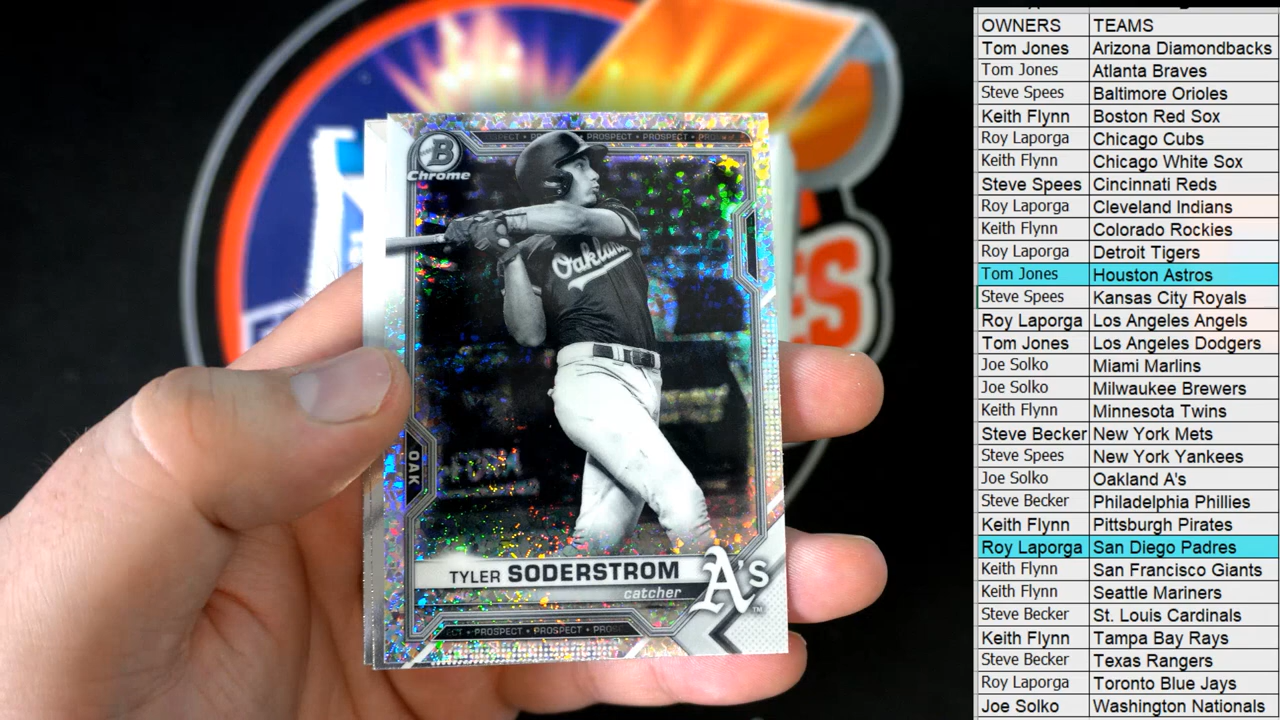 PROSPECT • PROSPECT • PROSPECT
B
Chrome
Oakland
OAK
TYLER SODERSTROM
catcher
A's
TM
PROSPECT • PROSPECT
ES
OWNERS TEAMS
Tom Jones Arizona Diamondbacks
Tom Jones Atlanta Braves
Steve Spees Baltimore Orioles
Keith Flynn Boston Red Sox
Roy Laporga Chicago Cubs
Keith Flynn Chicago White Sox
Steve Spees Cincinnati Reds
Roy Laporga Cleveland Indians
Keith Flynn Colorado Rockies
Roy Laporga Detroit Tigers
Tom Jones Houston Astros
Steve Spees Kansas City Royals
Roy Laporga Los Angeles Angels
Tom Jones Los Angeles Dodgers
Joe Solko Miami Marlins
Joe Solko Milwaukee Brewers
Keith Flynn Minnesota Twins
Steve Becker New York Mets
Steve Spees New York Yankees
Joe Solko Oakland A's
Steve Becker Philadelphia Phillies
Keith Flynn Pittsburgh Pirates
Roy Laporga San Diego Padres
Keith Flynn San Francisco Giants
Keith Flynn Seattle Mariners
Steve Becker St. Louis Cardinals
Keith Flynn Tampa Bay Rays
Steve Becker Texas Rangers
Roy Laporga Toronto Blue Jays
Joe Solko Washington Nationals